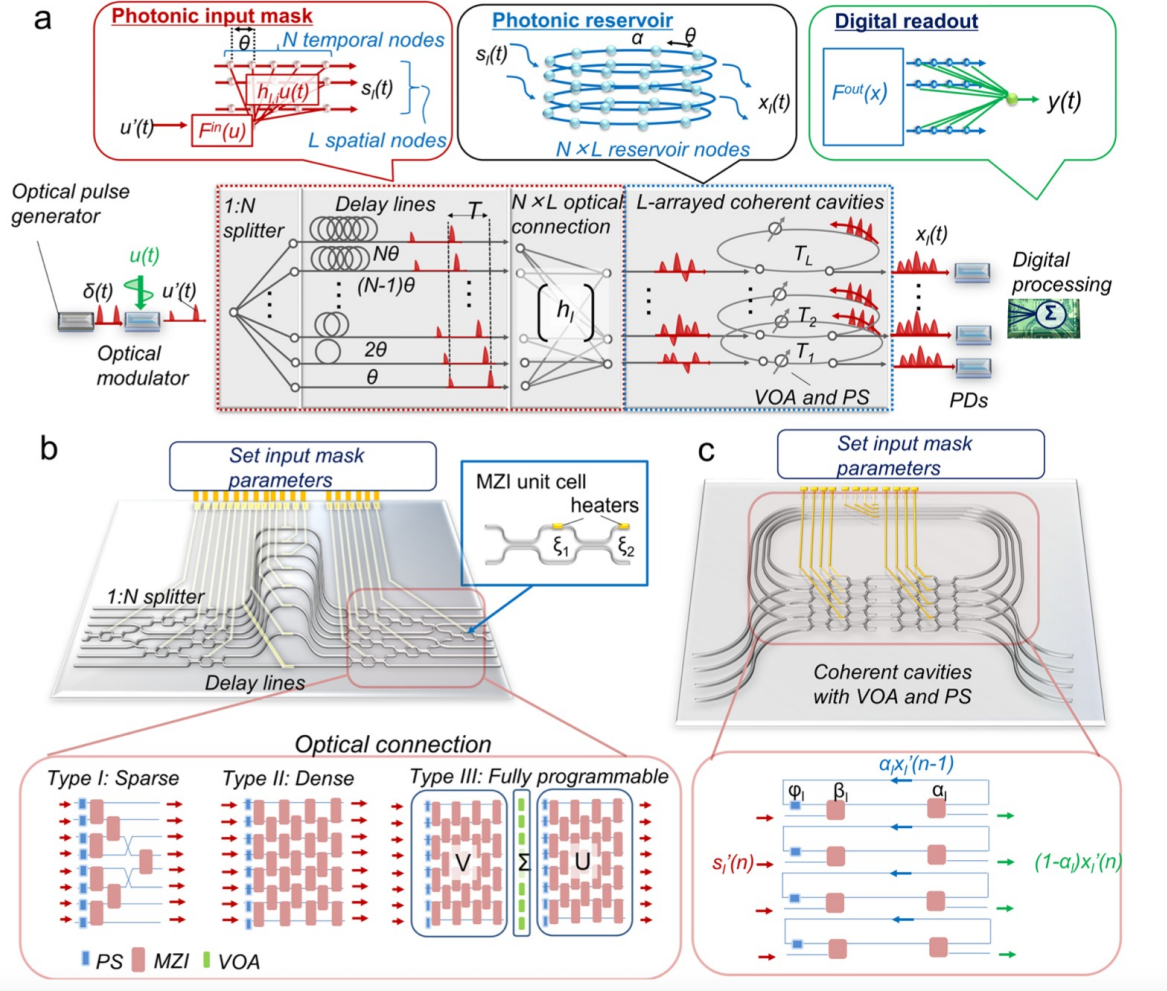 a
Photonic input mask
θ
N temporal nodes
h_l,j u(t)
s_l(t)
u'(t)
F^in(u)
L spatial nodes
Photonic reservoir
s_l(t)
α
θ
x_l(t)
N×L reservoir nodes
Digital readout
F^out(x)
y(t)
Optical pulse
generator
δ(t)
u(t)
u'(t)
Optical
modulator
1:N
splitter
Delay lines
T
Nθ
(N-1)θ
2θ
θ
N×L optical
connection
h_l
L-arrayed coherent cavities
T_L
T_2
T_1
VOA and PS
x_l(t)
PDs
Digital
processing
Σ
b
Set input mask
parameters
1:N splitter
Delay lines
MZI unit cell
heaters
ξ_1
ξ_2
c
Set input mask
parameters
Coherent cavities
with VOA and PS
Optical connection
Type I: Sparse
Type II: Dense
Type III: Fully programmable
V
Σ
U
PS
MZI
VOA
α_l x_l'(n-1)
φ_l
β_l
α_l
s_l'(n)
(1-α_l)x_l'(n)